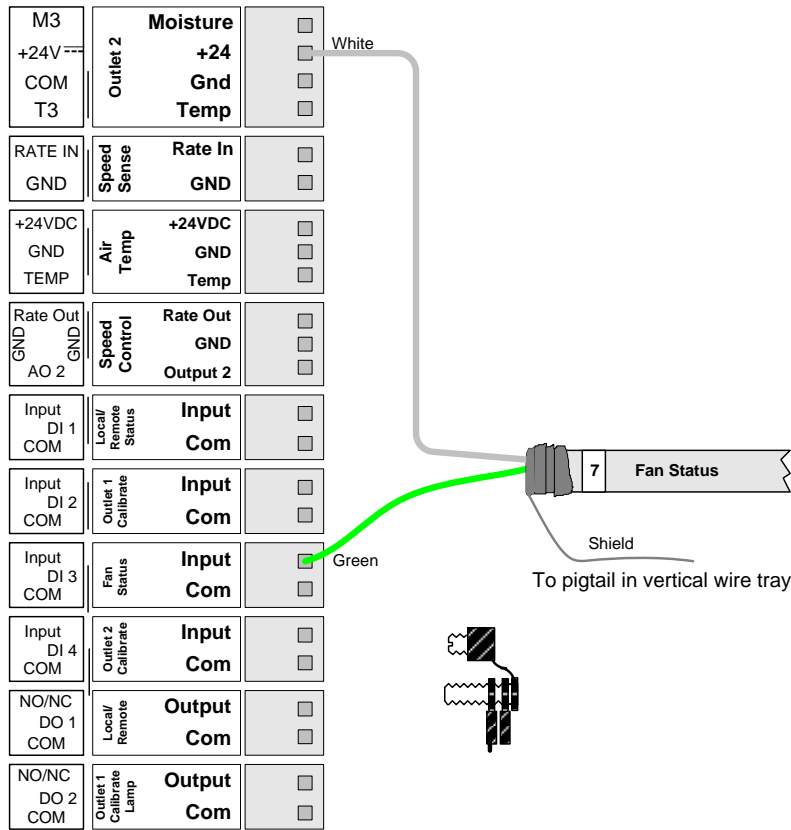 M3
+24V
COM
T3
Outlet 2
Moisture
+24
Gnd
Temp
White
RATE IN
GND
Speed
Sense
Rate In
GND
+24VDC
GND
TEMP
Air
Temp
+24VDC
GND
Temp
Rate Out
GND
GND
AO 2
Speed
Control
Rate Out
GND
Output 2
Input
DI 1
COM
Local/
Remote
Status
Input
Com
Input
DI 2
COM
Outlet 1
Calibrate
Input
Com
7
Fan Status
Shield
To pigtail in vertical wire tray
Input
DI 3
COM
Fan
Status
Input
Com
Green
Input
DI 4
COM
Outlet 2
Calibrate
Input
Com
NO/NC
DO 1
COM
Local/
Remote
Output
Com
NO/NC
DO 2
COM
Outlet 1
Calibrate
Lamp
Output
Com